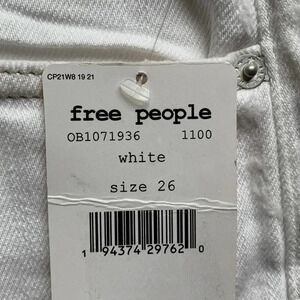 CP21W8 19 21
free people
OB1071936 1100
white
size 26
1 94374 29762 0